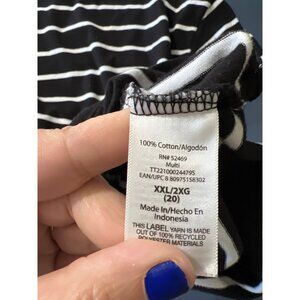 100% Cotton/Algodón
RN# 52469
Multi
TT221000244795
EAN/UPC 8 80975158302
XXL/2XG
(20)
Made In/Hecho En
Indonesia
THIS LABEL YARN IS MADE
OUT OF 100% RECYCLED
POLYESTER MATERIALS